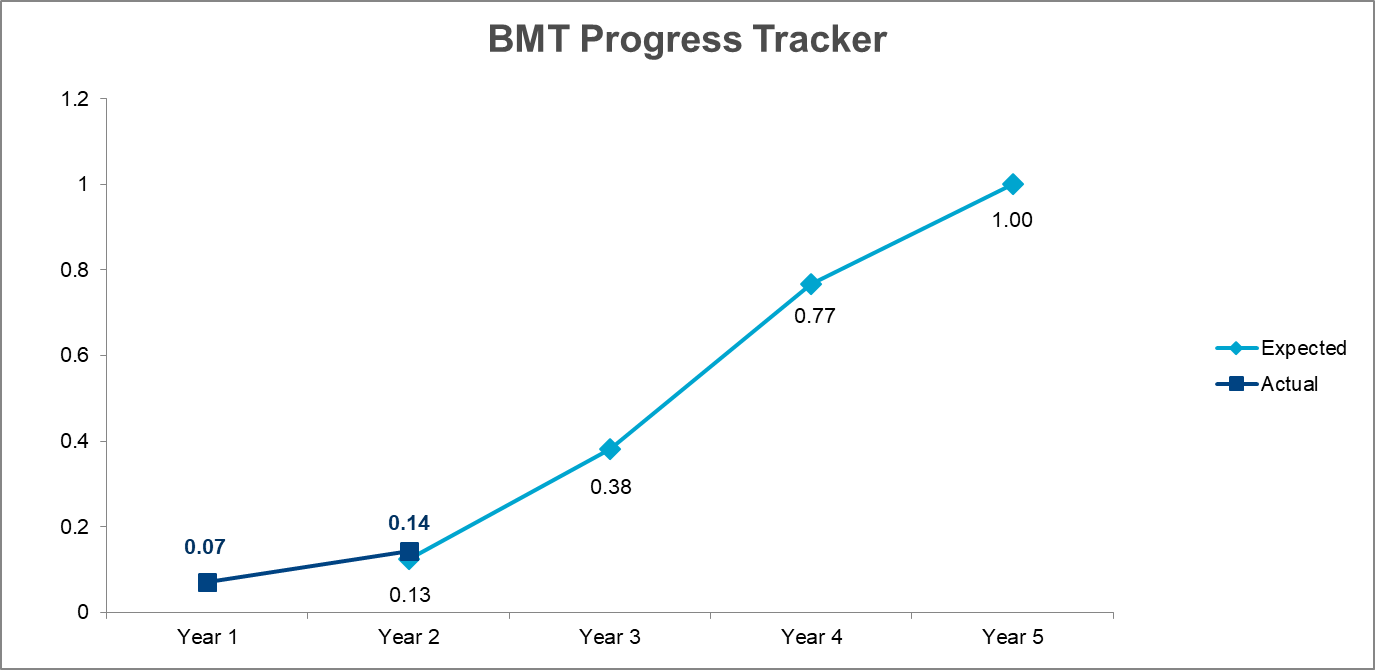 BMT Progress Tracker
1.2
1
0.8
0.6
0.4
0.2
0
0.07
0.14
0.13
0.38
0.77
1.00
Year 1
Year 2
Year 3
Year 4
Year 5
Expected
Actual